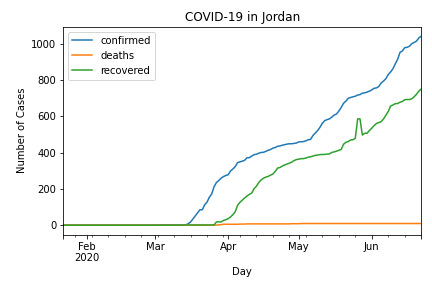 COVID-19 in Jordan
confirmed
deaths
recovered
Number of Cases
1000
800
600
400
200
0
Feb Mar Apr May Jun
2020
Day